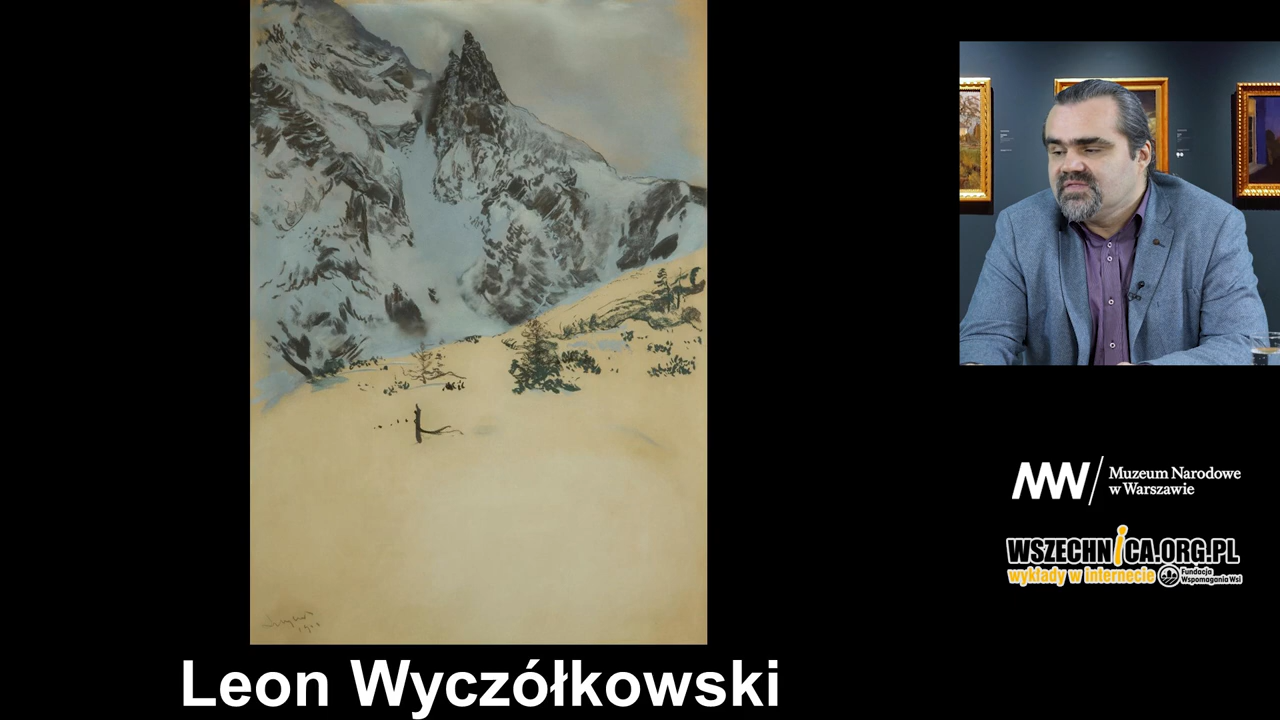 Muzeum Narodowe
w Warszawie
WSZECHNiCA.ORG.PL
wykłady w internecie
Fundacja
Wspomagania Wsi
Leon Wyczółkowski